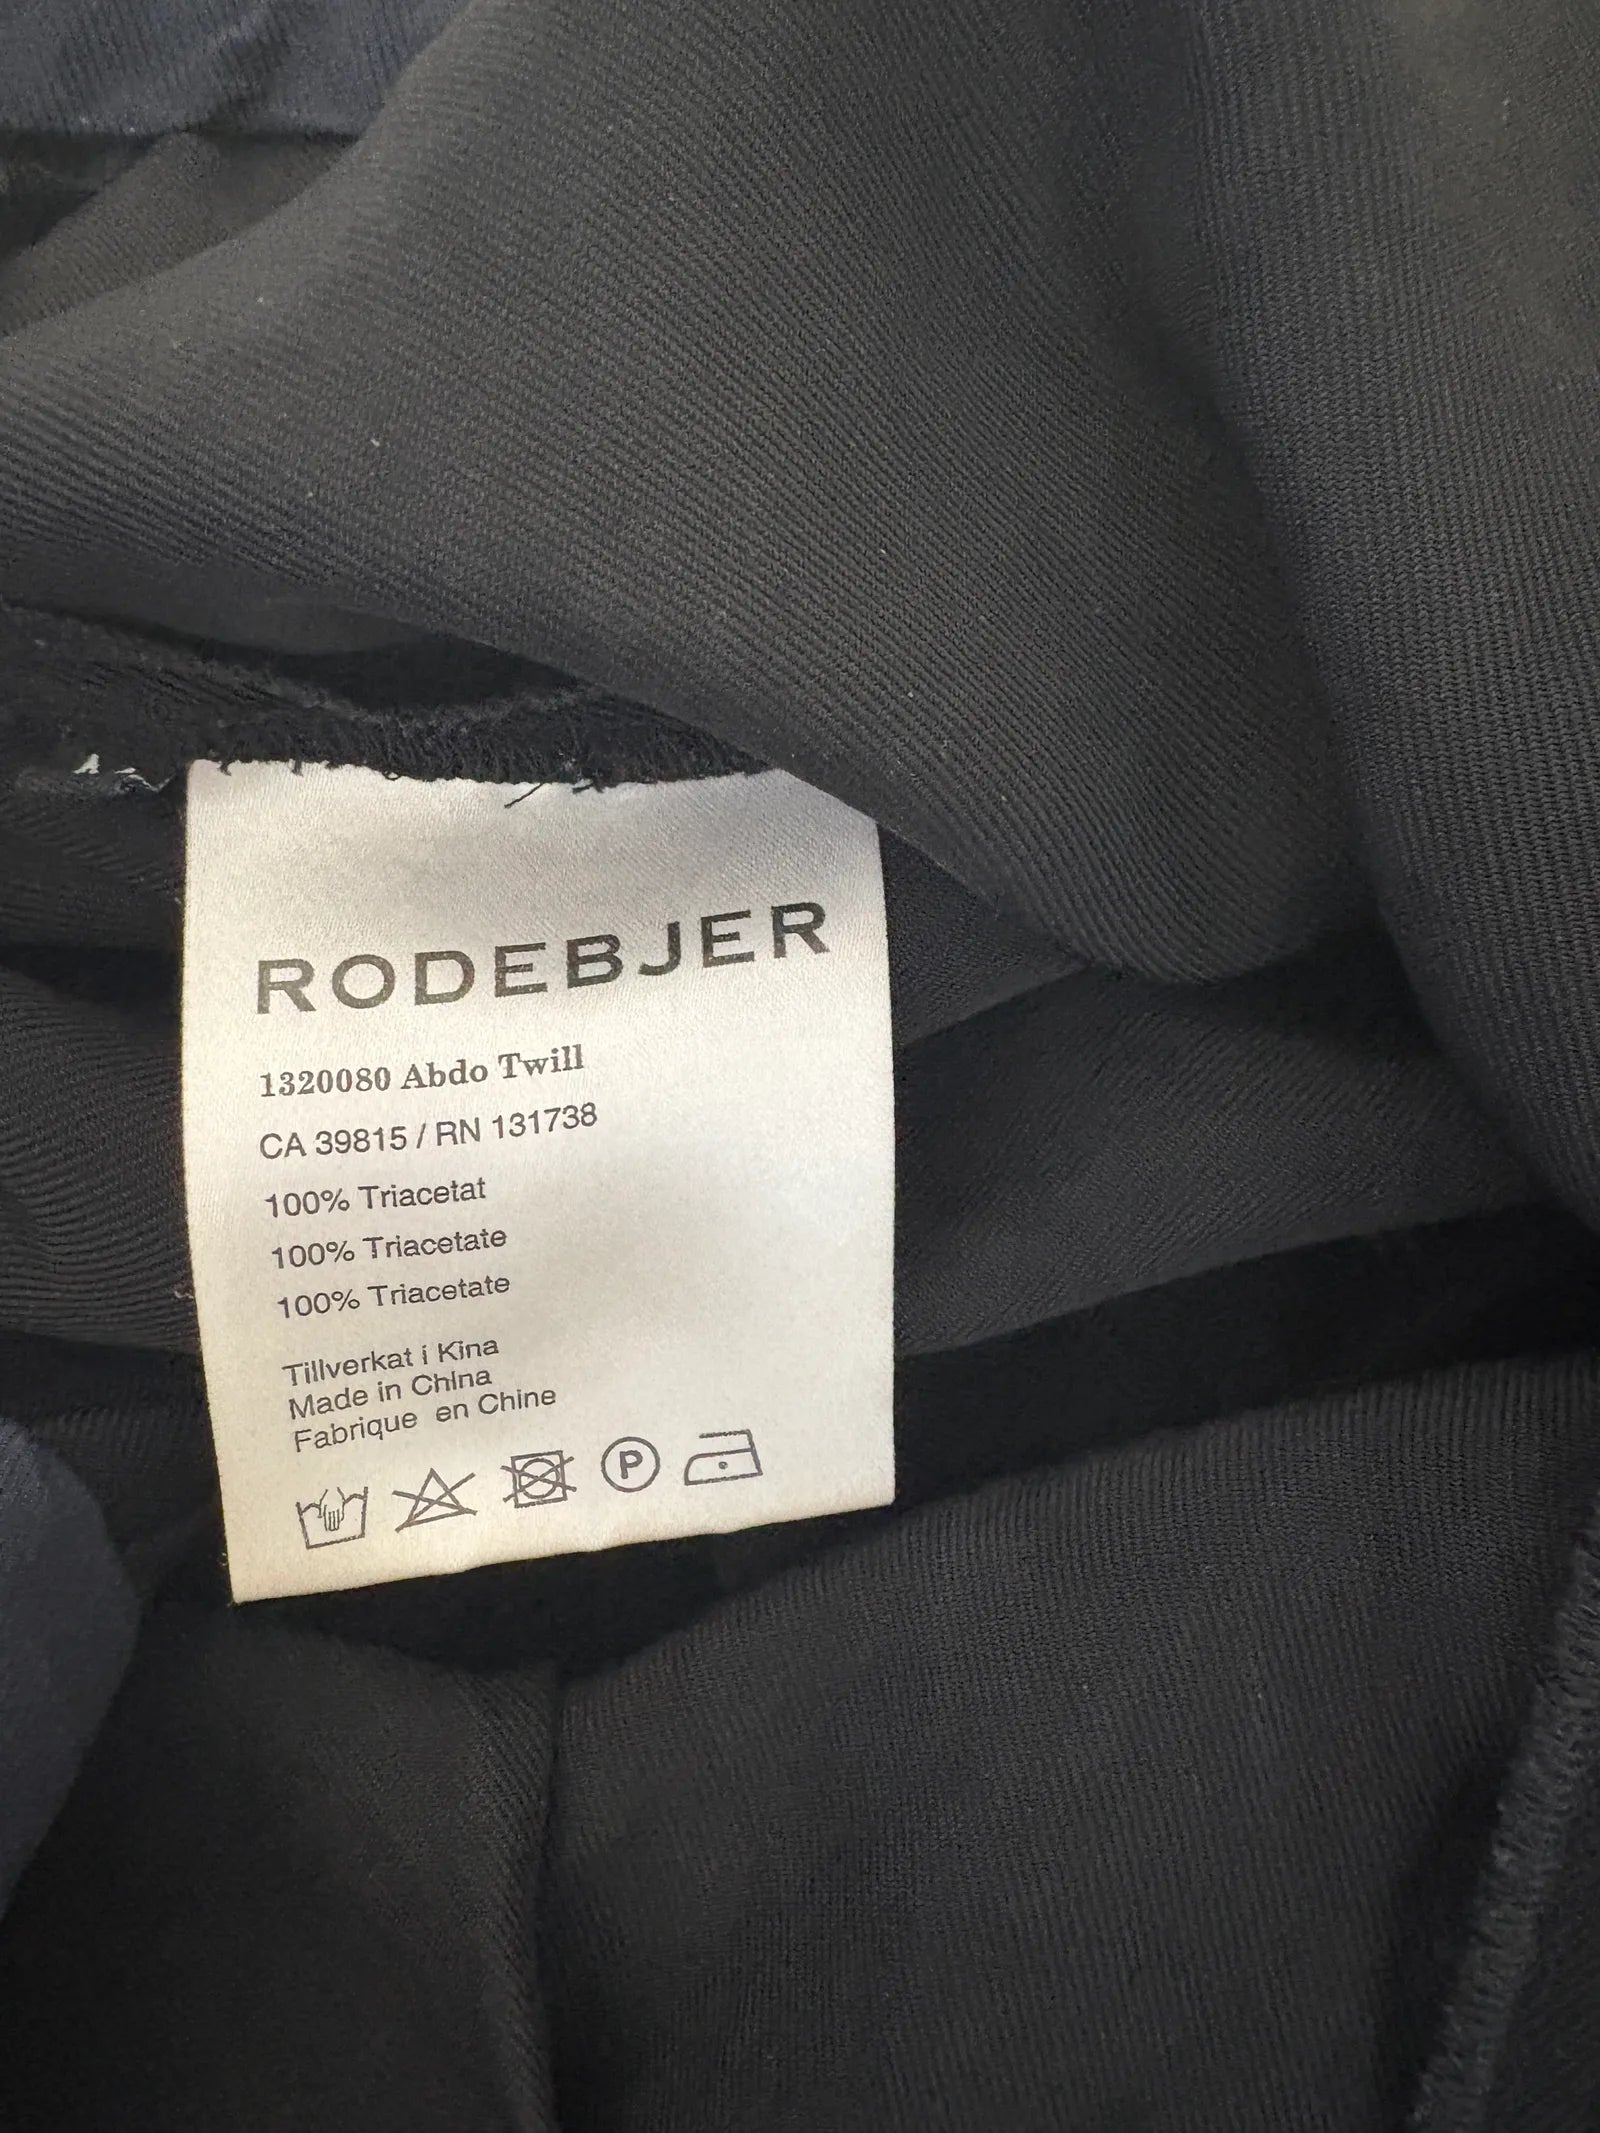 RODEBJER
1320080 Abdo Twill
CA 39815 / RN 131738
100% Triacetat
100% Triacetate
100% Triacetate
Tillverkat i Kina
Made in China
Fabrique en Chine
P